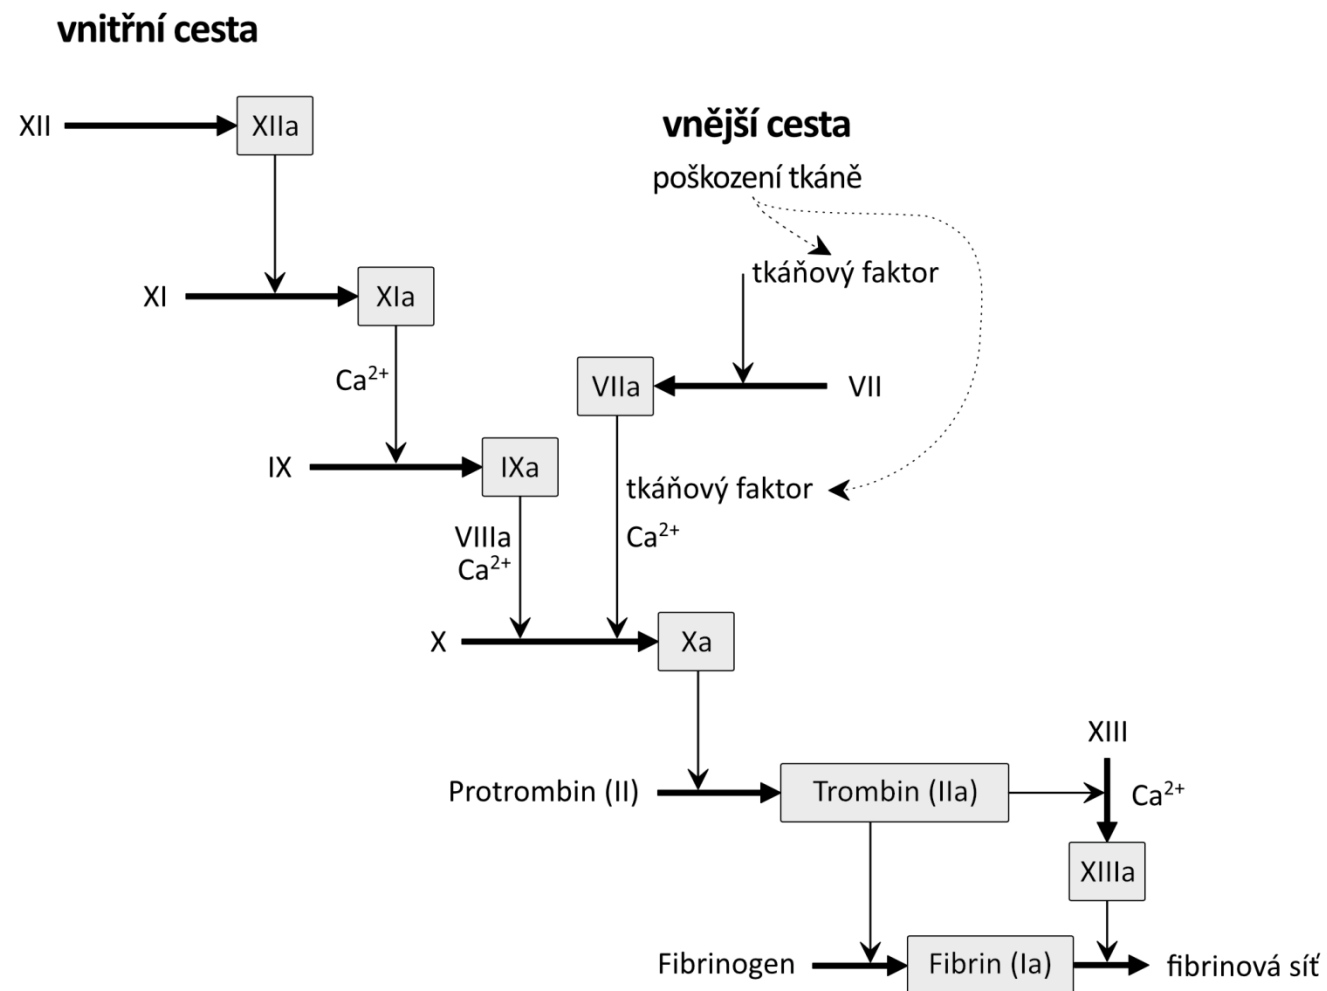 vnitřní cesta
XII XIIa
vnější cesta
poškození tkáně
tkáňový faktor
XI XIa
Ca²⁺
VIIa VII
IX IXa
tkáňový faktor
VIIIa
Ca²⁺
Ca²⁺
X Xa
XIII
Protrombin (II) Trombin (IIa) Ca²⁺
XIIIa
Fibrinogen Fibrin (Ia) fibrinová síť